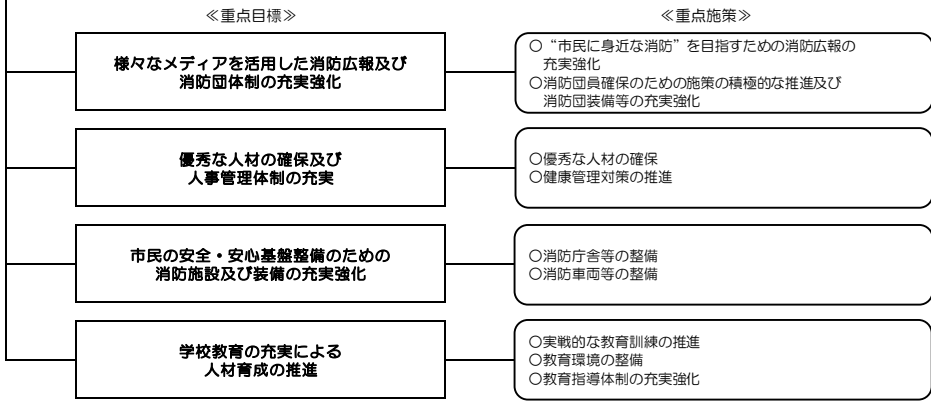 ≪重点目標≫
≪重点施策≫
様々なメディアを活用した消防広報及び
消防団体制の充実強化
○“市民に身近な消防”を目指すための消防広報の
充実強化
○消防団員確保のための施策の積極的な推進及び
消防団装備等の充実強化
優秀な人材の確保及び
人事管理体制の充実
○優秀な人材の確保
○健康管理対策の推進
市民の安全・安心基盤整備のための
消防施設及び装備の充実強化
○消防庁舎等の整備
○消防車両等の整備
学校教育の充実による
人材育成の推進
○実戦的な教育訓練の推進
○教育環境の整備
○教育指導体制の充実強化